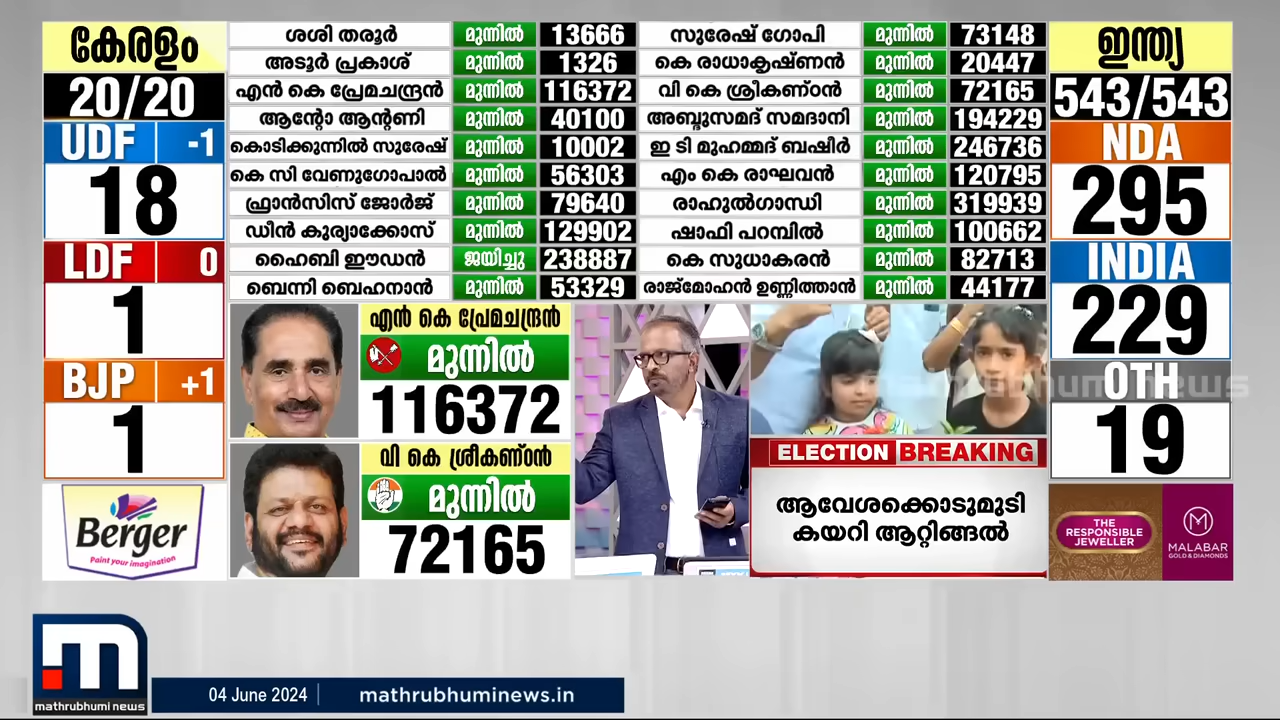 കേരളം
20/20
UDF -1
18
LDF 0
1
BJP +1
1
Berger
Paint your imagination
ശശി തരൂർ മുന്നിൽ 13666
അടൂർ പ്രകാശ് മുന്നിൽ 1326
എൻ കെ പ്രേമചന്ദ്രൻ മുന്നിൽ 116372
ആന്റോ ആന്റണി മുന്നിൽ 40100
കൊടിക്കുന്നിൽ സുരേഷ് മുന്നിൽ 10002
കെ സി വേണുഗോപാൽ മുന്നിൽ 56303
ഫ്രാൻസിസ് ജോർജ് മുന്നിൽ 79640
ഡീൻ കുര്യാക്കോസ് മുന്നിൽ 129902
ഹൈബി ഈഡൻ ജയിച്ചു 238887
ബെന്നി ബെഹനാൻ മുന്നിൽ 53329
സുരേഷ് ഗോപി മുന്നിൽ 73148
കെ രാധാകൃഷ്ണൻ മുന്നിൽ 20447
വി കെ ശ്രീകണ്ഠൻ മുന്നിൽ 72165
അബ്ദുസമദ് സമദാനി മുന്നിൽ 194229
ഇ ടി മുഹമ്മദ് ബഷീർ മുന്നിൽ 246736
എം കെ രാഘവൻ മുന്നിൽ 120795
രാഹുൽഗാന്ധി മുന്നിൽ 319939
ഷാഫി പറമ്പിൽ മുന്നിൽ 100662
കെ സുധാകരൻ മുന്നിൽ 82713
രാജ്മോഹൻ ഉണ്ണിത്താൻ മുന്നിൽ 44177
എൻ കെ പ്രേമചന്ദ്രൻ
മുന്നിൽ
116372
വി കെ ശ്രീകണ്ഠൻ
മുന്നിൽ
72165
ELECTION BREAKING
ആവേശക്കൊടുമുടി
കയറി ആറ്റിങ്ങൽ
ഇന്ത്യ
543/543
NDA
295
INDIA
229
OTH
19
THE
RESPONSIBLE
JEWELLER
MALABAR
GOLD & DIAMONDS
mathrubhumi news
04 June 2024
mathrubhuminews.in